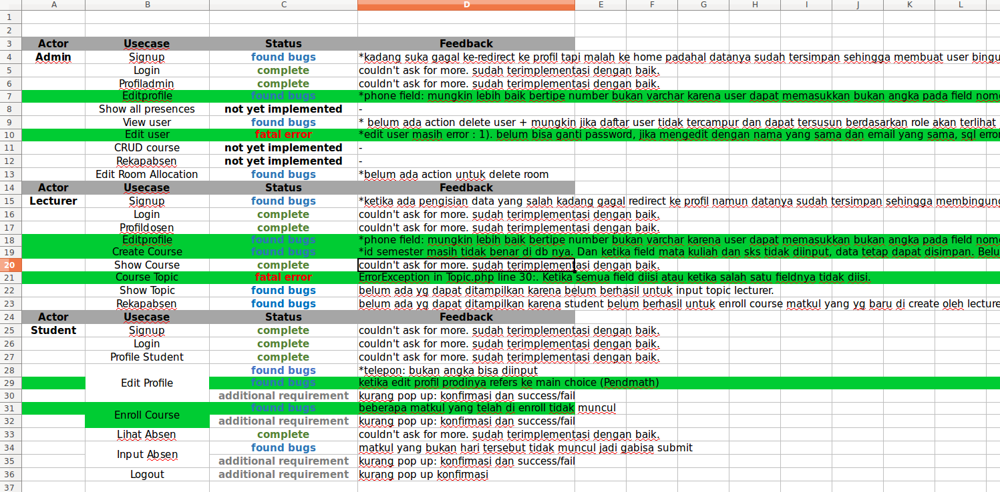 A B C D E F G H I J K L
1
2
3 Actor Usecase Status Feedback
4 Admin Signup found bugs *kadang suka gagal ke-redirect ke profil tapi malah ke home padahal datanya sudah tersimpan sehingga membuat user bingu
5 Login complete couldn't ask for more. sudah terimplementasi dengan baik.
6 Profiladmin complete couldn't ask for more. sudah terimplementasi dengan baik.
7 Editprofile found bugs *phone field: mungkin lebih baik bertipe number bukan varchar karena user dapat memasukkan bukan angka pada field nom
8 Show all presences not yet implemented -
9 View user found bugs * belum ada action delete user + mungkin jika daftar user tidak tercampur dan dapat tersusun berdasarkan role akan terlihat
10 Edit user fatal error *edit user masih error : 1). belum bisa ganti password, jika mengedit dengan nama yang sama dan email yang sama, sql error
11 CRUD course not yet implemented -
12 Rekapabsen not yet implemented -
13 Edit Room Allocation found bugs *belum ada action untuk delete room
14 Actor Usecase Status Feedback
15 Lecturer Signup found bugs *ketika ada pengisian data yang salah kadang gagal redirect ke profil namun datanya sudah tersimpan sehingga membingung
16 Login complete couldn't ask for more. sudah terimplementasi dengan baik.
17 Profildosen complete couldn't ask for more. sudah terimplementasi dengan baik.
18 Editprofile found bugs *phone field: mungkin lebih baik bertipe number bukan varchar karena user dapat memasukkan bukan angka pada field nom
19 Create Course found bugs *id semester masih tidak benar di db nya. Dan ketika field mata kuliah dan sks tidak diinput, data tetap dapat disimpan. Belu
20 Show Course complete couldn't ask for more. sudah terimplementasi dengan baik.
21 Course Topic fatal error ErrorException in Topic.php line 30:. Ketika semua field diisi atau ketika salah satu fieldnya tidak diisi.
22 Show Topic found bugs belum ada yg dapat ditampilkan karena belum berhasil untuk input topic lecturer.
23 Rekapabsen found bugs belum ada yg dapat ditampilkan karena student belum berhasil untuk enroll course matkul yang yg baru di create oleh lecture
24 Actor Usecase Status Feedback
25 Student Signup complete couldn't ask for more. sudah terimplementasi dengan baik.
26 Login complete couldn't ask for more. sudah terimplementasi dengan baik.
27 Profile Student complete couldn't ask for more. sudah terimplementasi dengan baik.
28 found bugs *telepon: bukan angka bisa diinput
29 Edit Profile found bugs ketika edit profil prodinya refers ke main choice (Pendmath)
30 additional requirement kurang pop up: konfirmasi dan success/fail
31 Enroll Course found bugs beberapa matkul yang telah di enroll tidak muncul
32 additional requirement kurang pop up: konfirmasi dan success/fail
33 Lihat Absen complete couldn't ask for more. sudah terimplementasi dengan baik.
34 Input Absen found bugs matkul yang bukan hari tersebut tidak muncul jadi gabisa submit
35 additional requirement kurang pop up: konfirmasi dan success/fail
36 Logout additional requirement kurang pop up konfirmasi
37